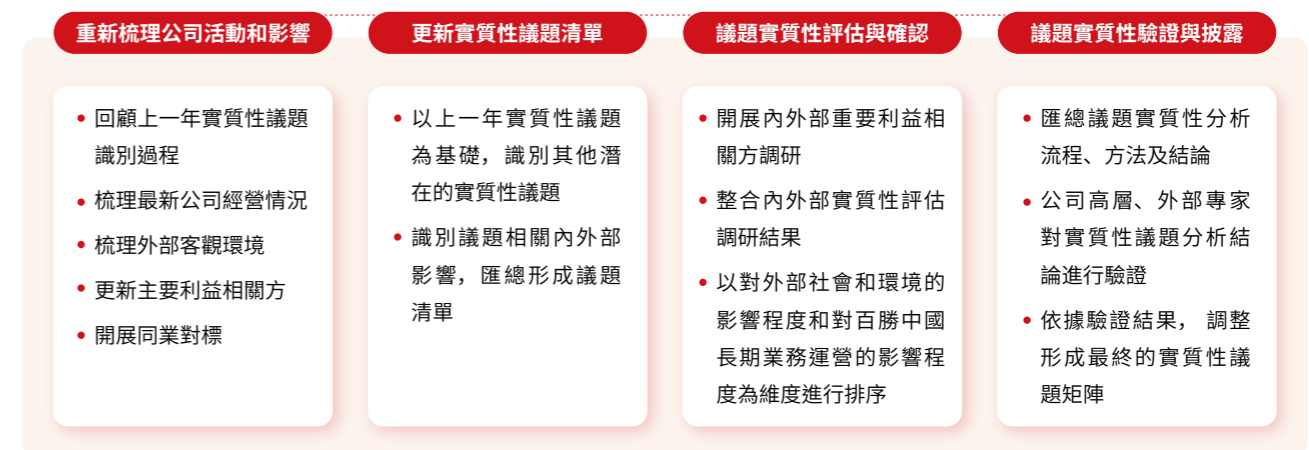 重新梳理公司活動和影響
• 回顧上一年實質性議題
識別過程
• 梳理最新公司經營情況
• 梳理外部客觀環境
• 更新主要利益相關方
• 開展同業對標
更新實質性議題清單
• 以上一年實質性議題
為基礎，識別其他潛
在的實質性議題
• 識別議題相關內外部
影響，匯總形成議題
清單
議題實質性評估與確認
• 開展內外部重要利益相
關方調研
• 整合內外部實質性評估
調研結果
• 以對外部社會和環境的
影響程度和對百勝中國
長期業務運營的影響程
度為維度進行排序
議題實質性驗證與披露
• 匯總議題實質性分析
流程、方法及結論
• 公司高層、外部專家
對實質性議題分析結
論進行驗證
• 依據驗證結果， 調整
形成最終的實質性議
題矩陣